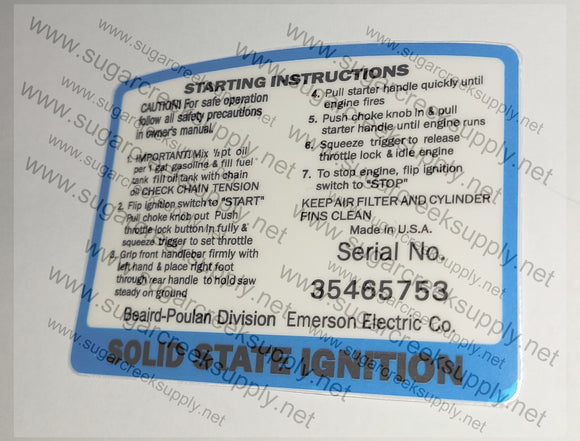 STARTING INSTRUCTIONS
CAUTION! For safe operation
follow all safety precautions
in owner's manual.
1. IMPORTANT! Mix ½ pt oil
per 1 gal gasoline & fill fuel
tank fill oil tank with chain
oil CHECK CHAIN TENSION
2. Flip ignition switch to "START"
Pull choke knob out Push
throttle lock button in fully &
squeeze trigger to set throttle
3. Grip front handlebar firmly with
left hand & place right foot
through rear handle to hold saw
steady on ground
4. Pull starter handle quickly until
engine fires
5. Push choke knob in & pull
starter handle until engine runs
6. Squeeze trigger to release
throttle lock & idle engine
7. To stop engine, flip ignition
switch to "STOP"
KEEP AIR FILTER AND CYLINDER
FINS CLEAN
Made in U.S.A.
Serial No.
35465753
Beaird-Poulan Division Emerson Electric Co.
SOLID STATE IGNITION
www.sugarcreeksupply.net